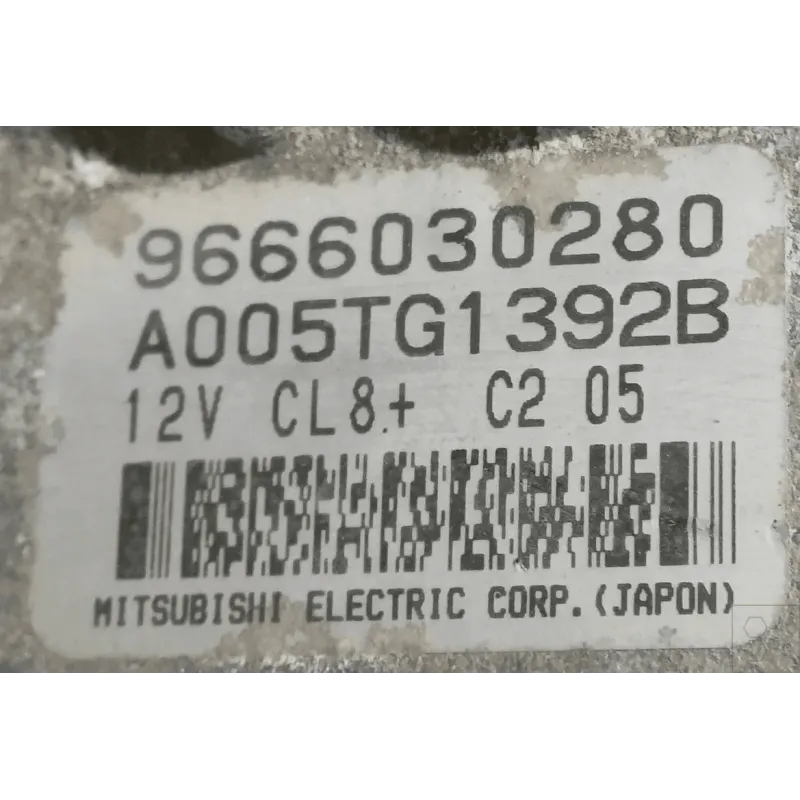 9666030280
A005TG1392B
12V CL8.+ C2 05
MITSUBISHI ELECTRIC CORP.(JAPON)